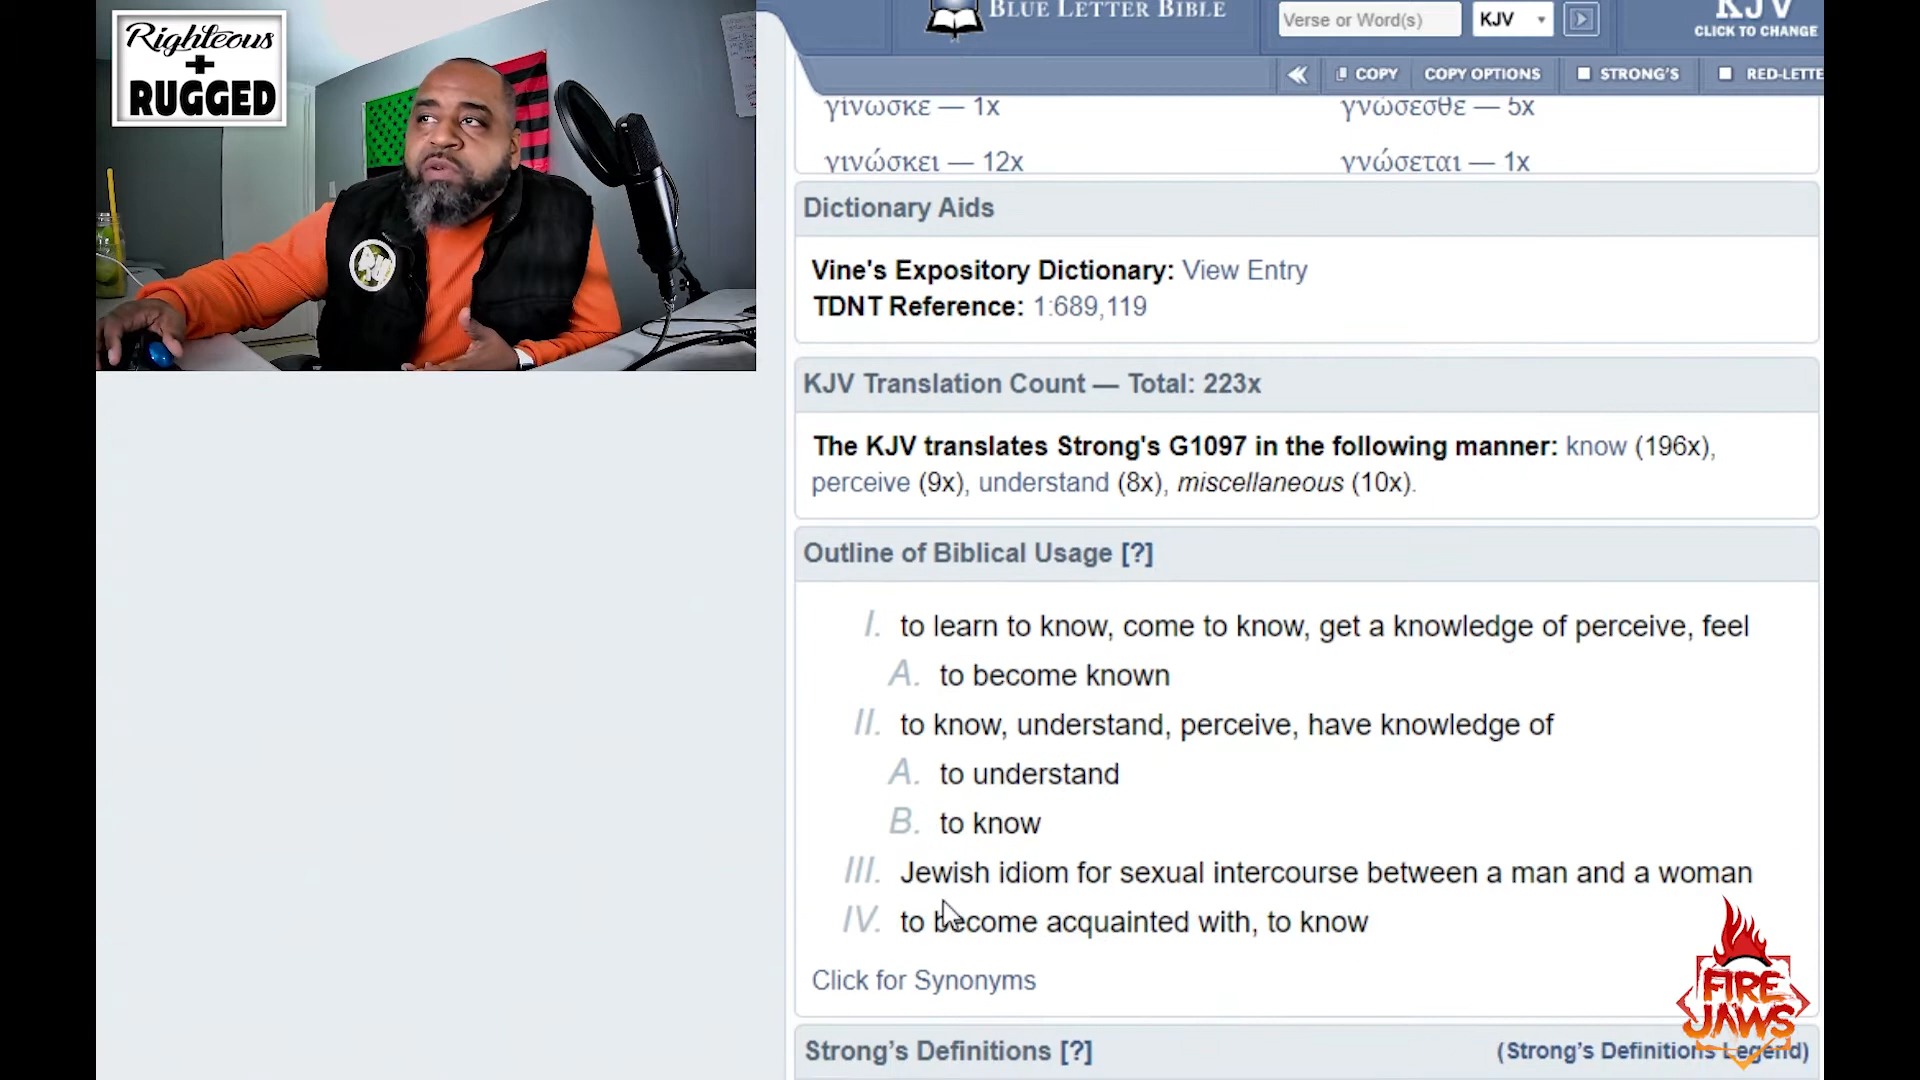 Righteous
+
RUGGED
BLUE LETTER BIBLE
Verse or Word(s)
KJV
KJV
CLICK TO CHANGE
COPY
COPY OPTIONS
STRONG'S
RED-LETTE
γίνωσκε — 1x
γνώσεσθε — 5x
γινώσκει — 12x
γνώσεται — 1x
Dictionary Aids
Vine's Expository Dictionary: View Entry
TDNT Reference: 1:689,119
KJV Translation Count — Total: 223x
The KJV translates Strong's G1097 in the following manner: know (196x),
perceive (9x), understand (8x), miscellaneous (10x).
Outline of Biblical Usage [?]
I. to learn to know, come to know, get a knowledge of perceive, feel
A. to become known
II. to know, understand, perceive, have knowledge of
A. to understand
B. to know
III. Jewish idiom for sexual intercourse between a man and a woman
IV. to become acquainted with, to know
Click for Synonyms
FIRE
JAWS
Strong's Definitions [?]
(Strong's Definitions Legend)